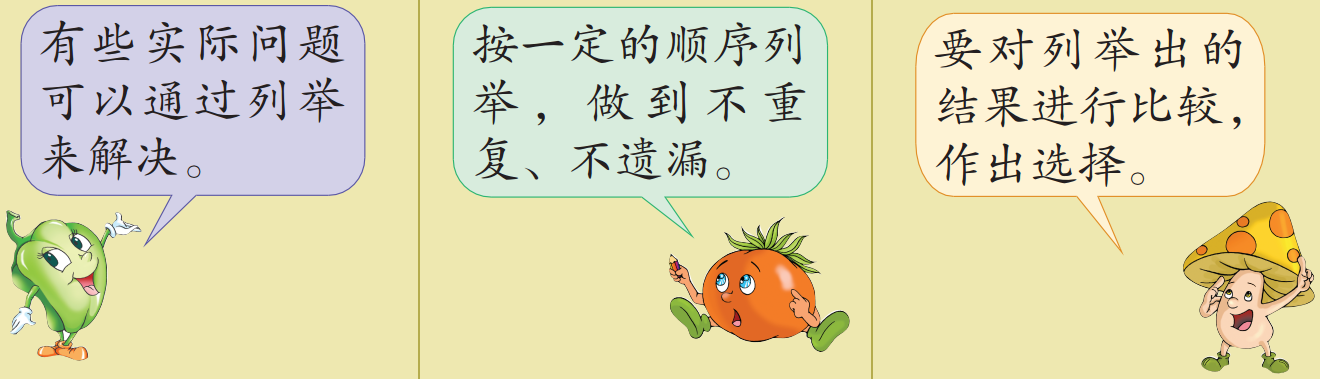 有些实际问题
可以通过列举
来解决。
按一定的顺序列
举，做到不重
复、不遗漏。
要对列举出的
结果进行比较，
作出选择。